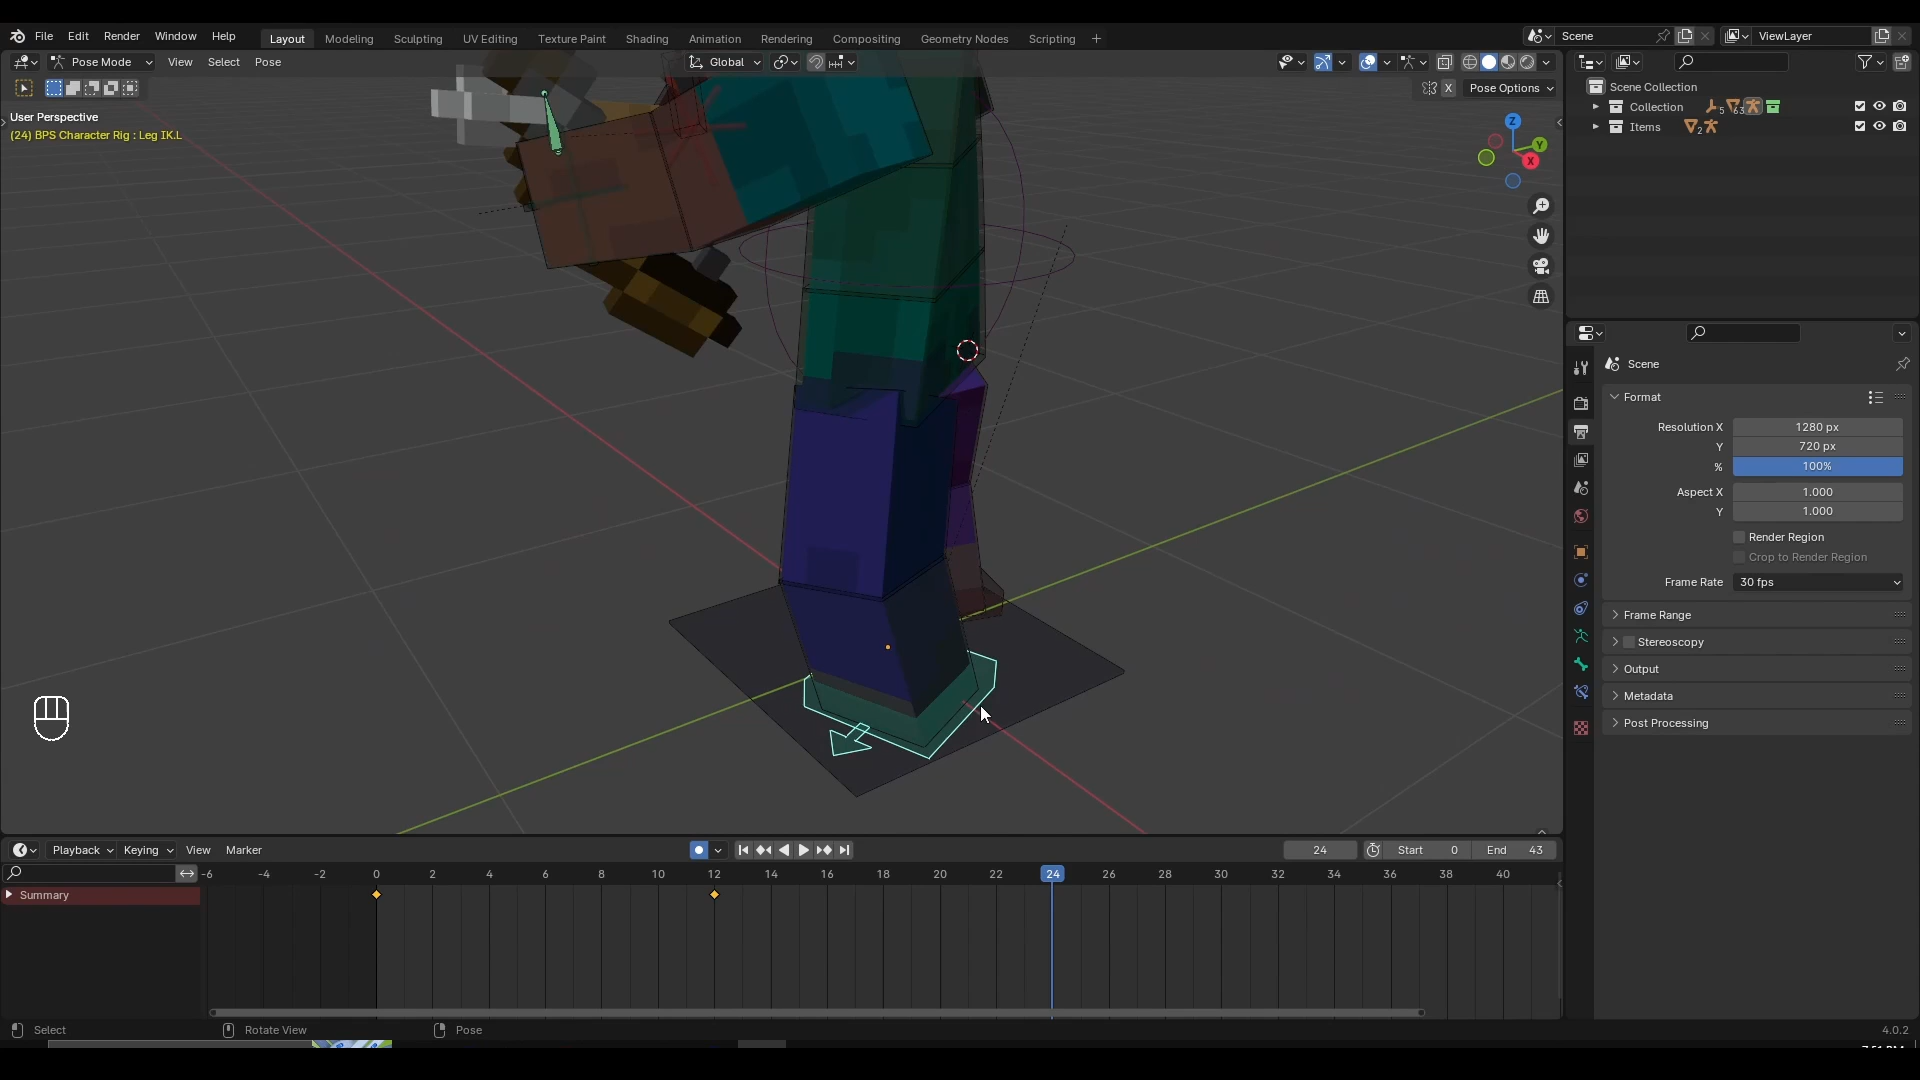 File Edit Render Window Help Layout Modeling Sculpting UV Editing Texture Paint Shading Animation Rendering Compositing Geometry Nodes Scripting + Scene ViewLayer
Pose Mode View Select Pose Global
X Pose Options
User Perspective
(24) BPS Character Rig : Leg IK.L
Z
Y
X
Scene Collection
Collection 5 63
Items 2
Scene
Format
Resolution X 1280 px
Y 720 px
% 100%
Aspect X 1.000
Y 1.000
Render Region
Crop to Render Region
Frame Rate 30 fps
Frame Range
Stereoscopy
Output
Metadata
Post Processing
Playback Keying View Marker 24 Start 0 End 43
-6 -4 -2 0 2 4 6 8 10 12 14 16 18 20 22 24 26 28 30 32 34 36 38 40
Summary
Select Rotate View Pose 4.0.2